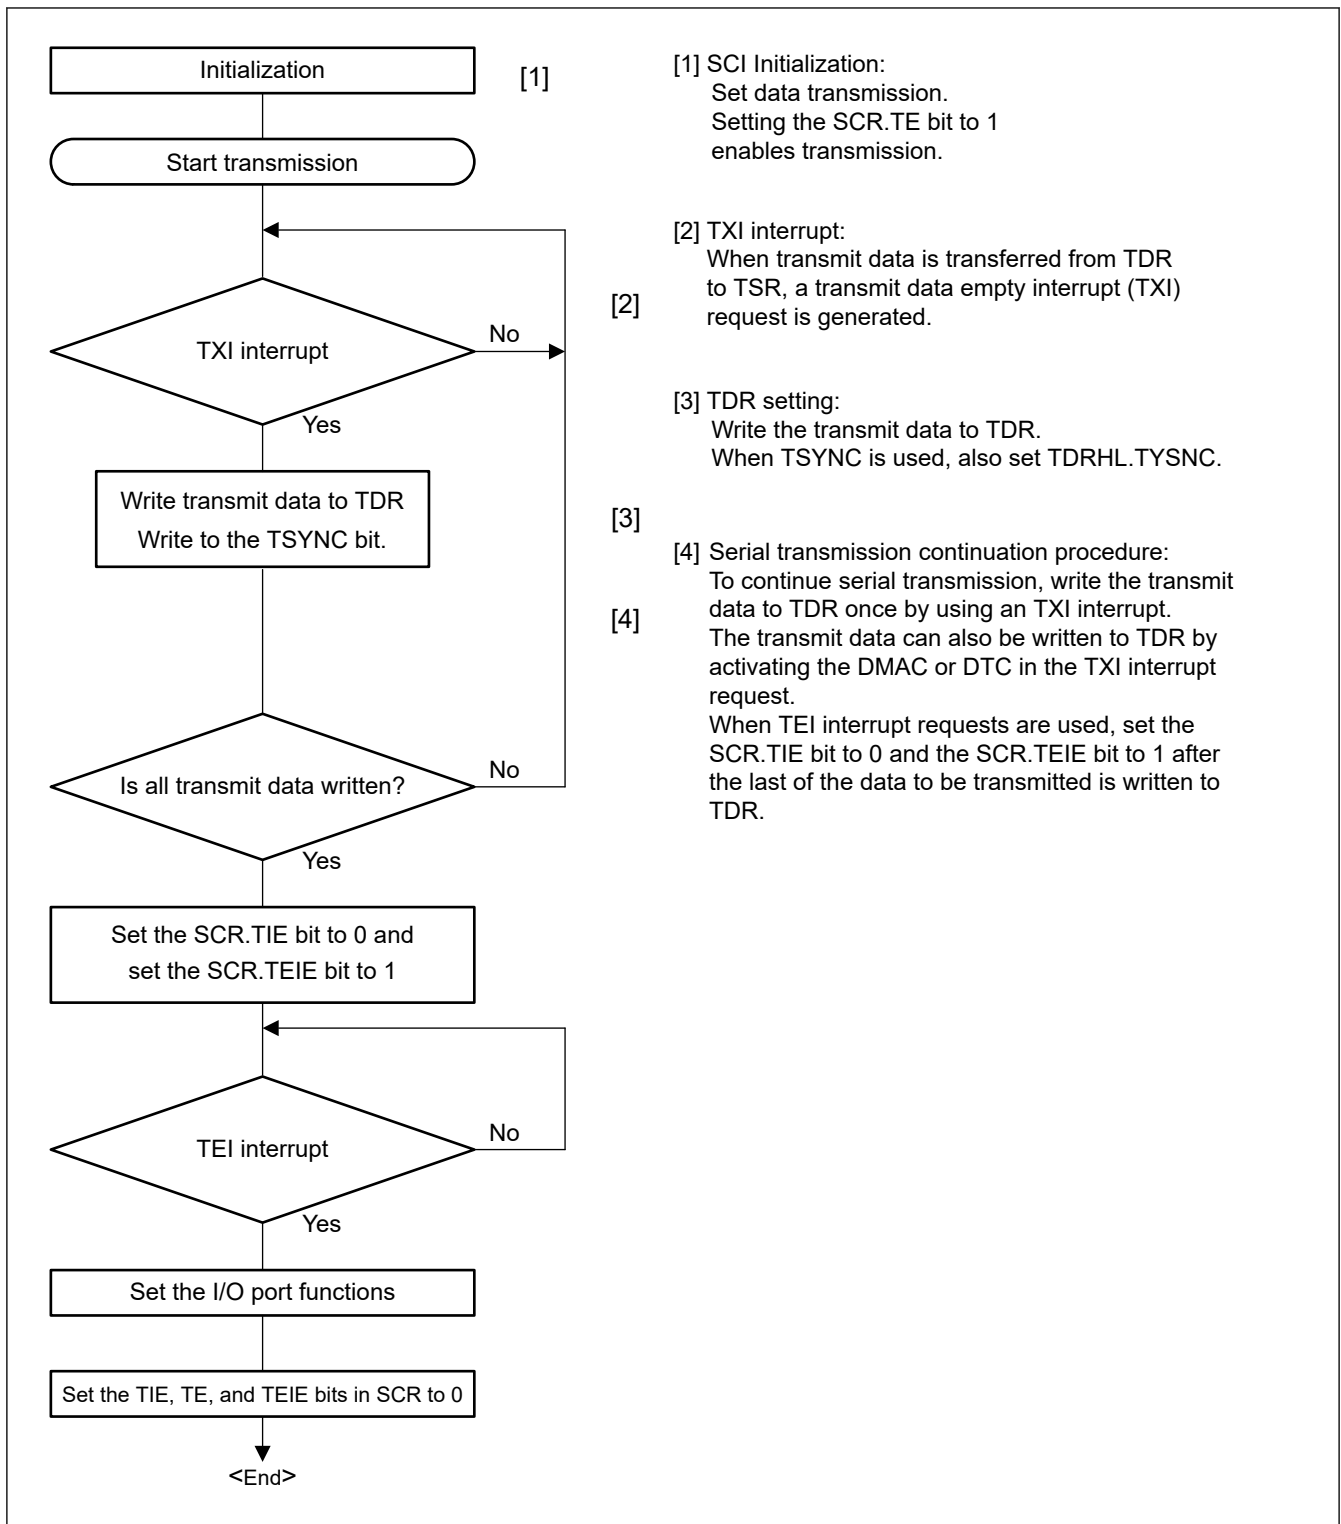 Initialization
[1]
Start transmission
[2]
TXI interrupt
No
Yes
Write transmit data to TDR
Write to the TSYNC bit.
[3]
[4]
Is all transmit data written?
No
Yes
Set the SCR.TIE bit to 0 and
set the SCR.TEIE bit to 1
TEI interrupt
No
Yes
Set the I/O port functions
Set the TIE, TE, and TEIE bits in SCR to 0
<End>
[1] SCI Initialization:
Set data transmission.
Setting the SCR.TE bit to 1
enables transmission.
[2] TXI interrupt:
When transmit data is transferred from TDR
to TSR, a transmit data empty interrupt (TXI)
request is generated.
[3] TDR setting:
Write the transmit data to TDR.
When TSYNC is used, also set TDRHL.TYSNC.
[4] Serial transmission continuation procedure:
To continue serial transmission, write the transmit
data to TDR once by using an TXI interrupt.
The transmit data can also be written to TDR by
activating the DMAC or DTC in the TXI interrupt
request.
When TEI interrupt requests are used, set the
SCR.TIE bit to 0 and the SCR.TEIE bit to 1 after
the last of the data to be transmitted is written to
TDR.